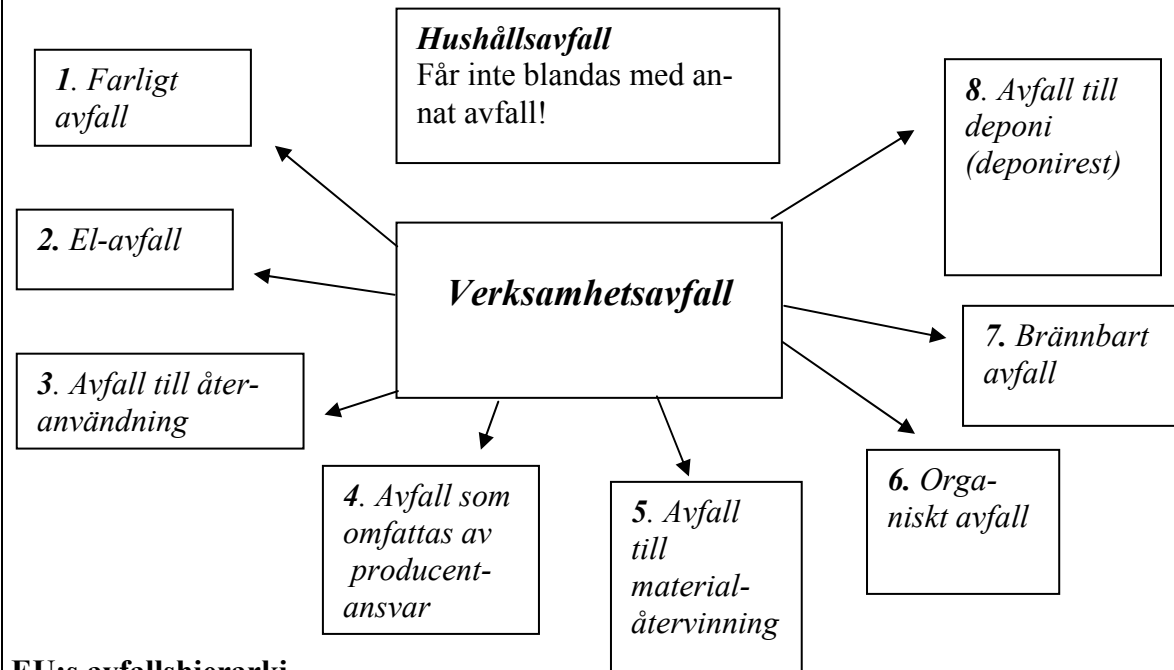 Hushållsavfall
Får inte blandas med an-
nat avfall!
1. Farligt
avfall
2. El-avfall
3. Avfall till åter-
användning
4. Avfall som
omfattas av
producent-
ansvar
5. Avfall
till
material-
återvinning
6. Orga-
niskt avfall
7. Brännbart
avfall
8. Avfall till
deponi
(deponirest)
Verksamhetsavfall
EU:s avfallshierarki